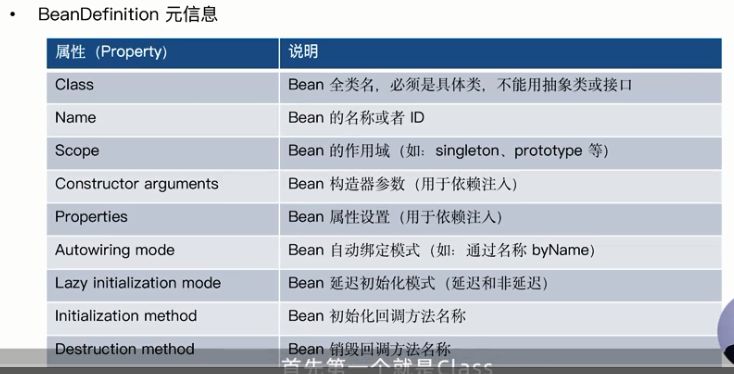 • BeanDefinition 元信息
属性（Property） 说明
Class Bean 全类名，必须是具体类，不能用抽象类或接口
Name Bean 的名称或者 ID
Scope Bean 的作用域（如：singleton、prototype 等）
Constructor arguments Bean 构造器参数（用于依赖注入）
Properties Bean 属性设置（用于依赖注入）
Autowiring mode Bean 自动绑定模式（如：通过名称 byName）
Lazy initialization mode Bean 延迟初始化模式（延迟和非延迟）
Initialization method Bean 初始化回调方法名称
Destruction method Bean 销毁回调方法名称
首先第一个就是Class